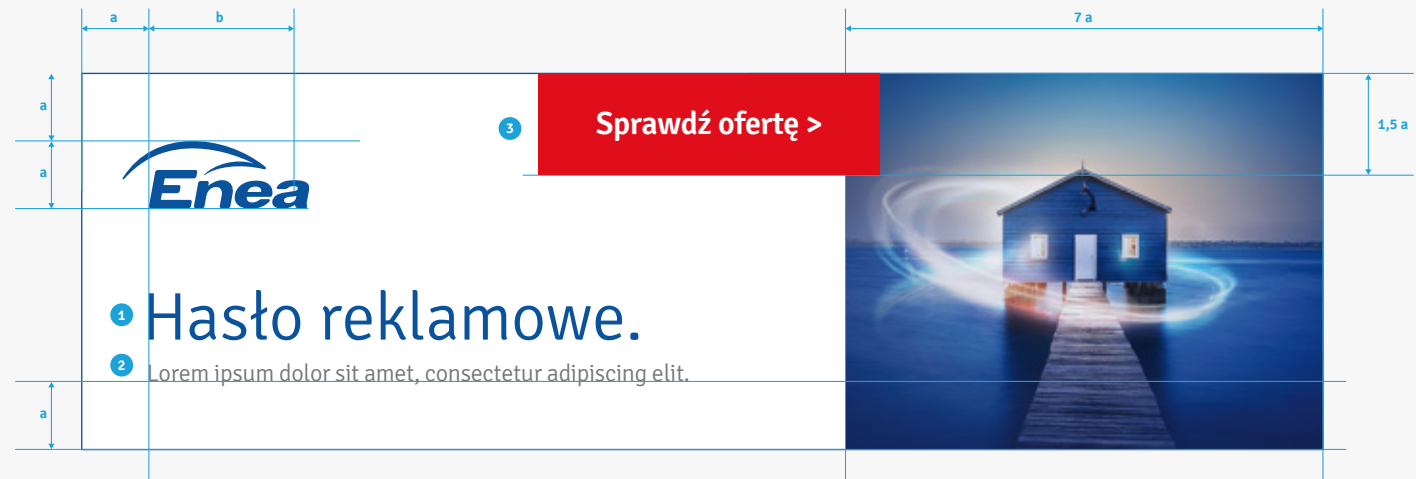 a
b
7 a
a
3
Sprawdź ofertę >
1,5 a
a
Enea
1
Hasło reklamowe.
2
Lorem ipsum dolor sit amet, consectetur adipiscing elit.
a